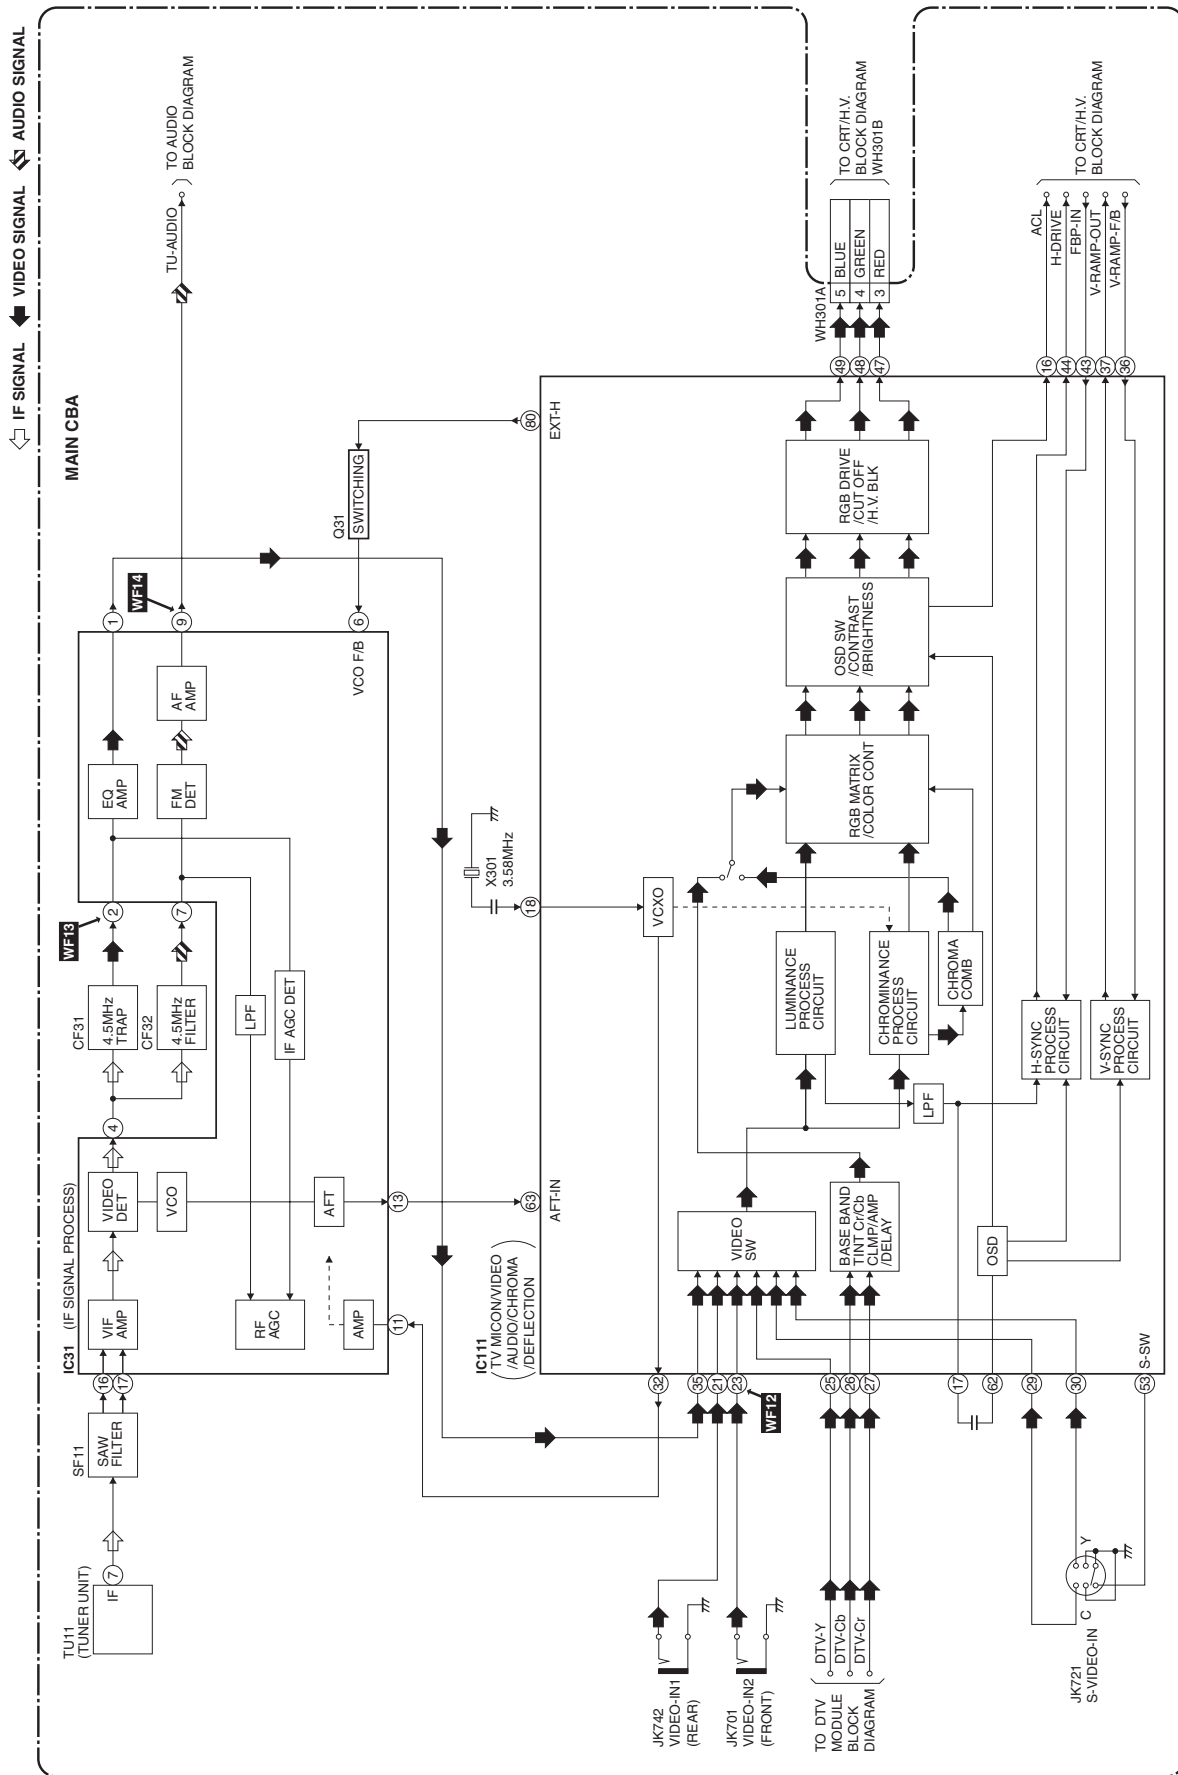 IF SIGNAL
VIDEO SIGNAL
AUDIO SIGNAL
MAIN CBA
TU11
(TUNER UNIT)
IF
7
SF11
SAW
FILTER
16
17
IC31
(IF SIGNAL PROCESS)
VIF
AMP
VIDEO
DET
VCO
4
CF31
4.5MHz
TRAP
CF32
4.5MHz
FILTER
WF13
2
7
EQ
AMP
FM
DET
AF
AMP
1
9
WF14
TU-AUDIO
TO AUDIO
BLOCK DIAGRAM
RF
AGC
LPF
IF AGC DET
AMP
AFT
11
13
6
VCO F/B
Q31
SWITCHING
80
EXT-H
X301
3.58MHz
18
63
AFT-IN
IC111
TV MICON/VIDEO
/AUDIO/CHROMA
/DEFLECTION
32
35
21
23
WF12
25
26
27
17
62
29
30
53
S-SW
VCXO
VIDEO
SW
BASE BAND
TINT Cr/Cb
CLMP/AMP
/DELAY
LUMINANCE
PROCESS
CIRCUIT
CHROMINANCE
PROCESS
CIRCUIT
CHROMA
COMB
LPF
OSD
RGB MATRIX
/COLOR CONT
OSD SW
/CONTRAST
/BRIGHTNESS
RGB DRIVE
/CUT OFF
/H.V. BLK
H-SYNC
PROCESS
CIRCUIT
V-SYNC
PROCESS
CIRCUIT
49
48
47
WH301A
5 BLUE
4 GREEN
3 RED
TO CRT/H.V.
BLOCK DIAGRAM
WH301B
16
44
43
37
36
ACL
H-DRIVE
FBP-IN
V-RAMP-OUT
V-RAMP-F/B
TO CRT/H.V.
BLOCK DIAGRAM
JK742
VIDEO-IN1
(REAR)
JK701
VIDEO-IN2
(FRONT)
TO DTV
MODULE
BLOCK
DIAGRAM
DTV-Y
DTV-Cb
DTV-Cr
JK721
S-VIDEO-IN
C
Y